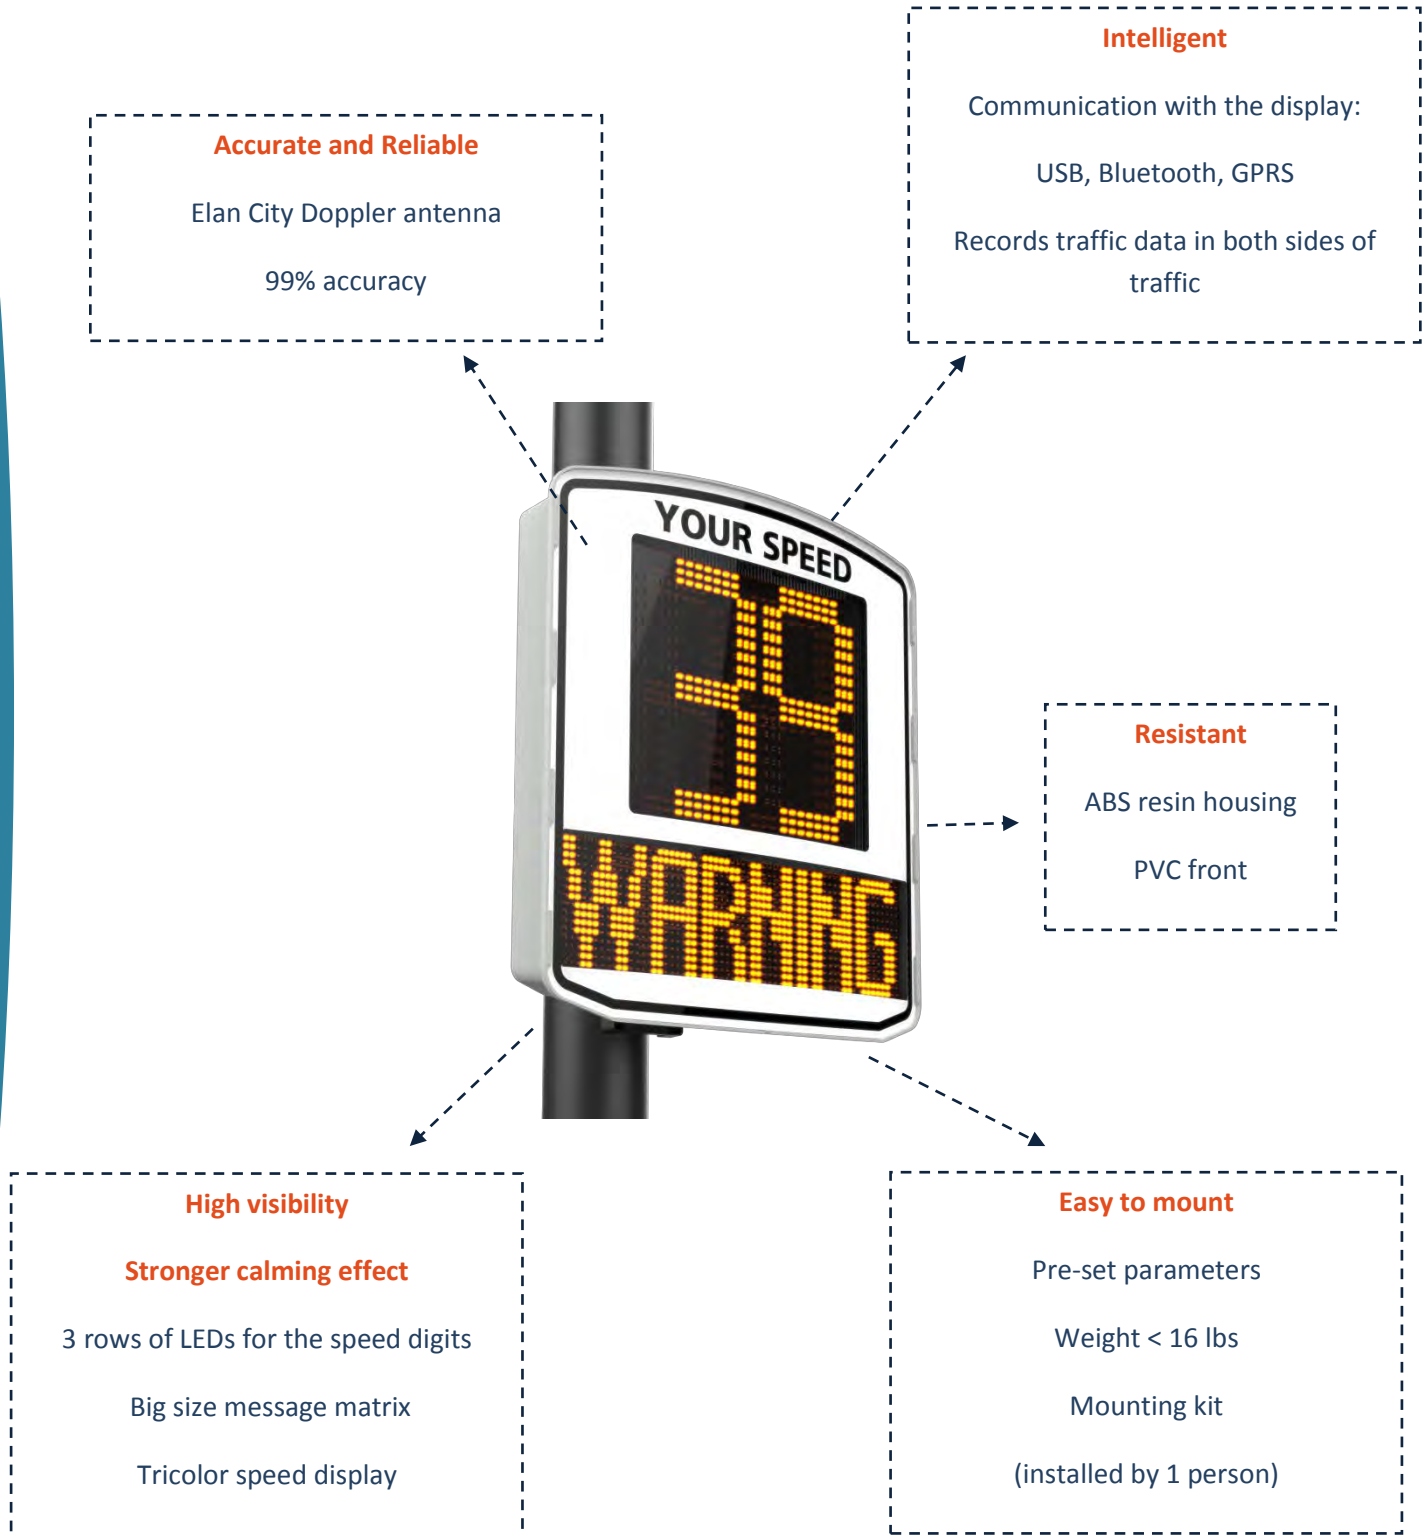 Intelligent
Communication with the display:
USB, Bluetooth, GPRS
Records traffic data in both sides of
traffic
Accurate and Reliable
Elan City Doppler antenna
99% accuracy
YOUR SPEED
39
WARNING
Resistant
ABS resin housing
PVC front
High visibility
Stronger calming effect
3 rows of LEDs for the speed digits
Big size message matrix
Tricolor speed display
Easy to mount
Pre-set parameters
Weight < 16 lbs
Mounting kit
(installed by 1 person)